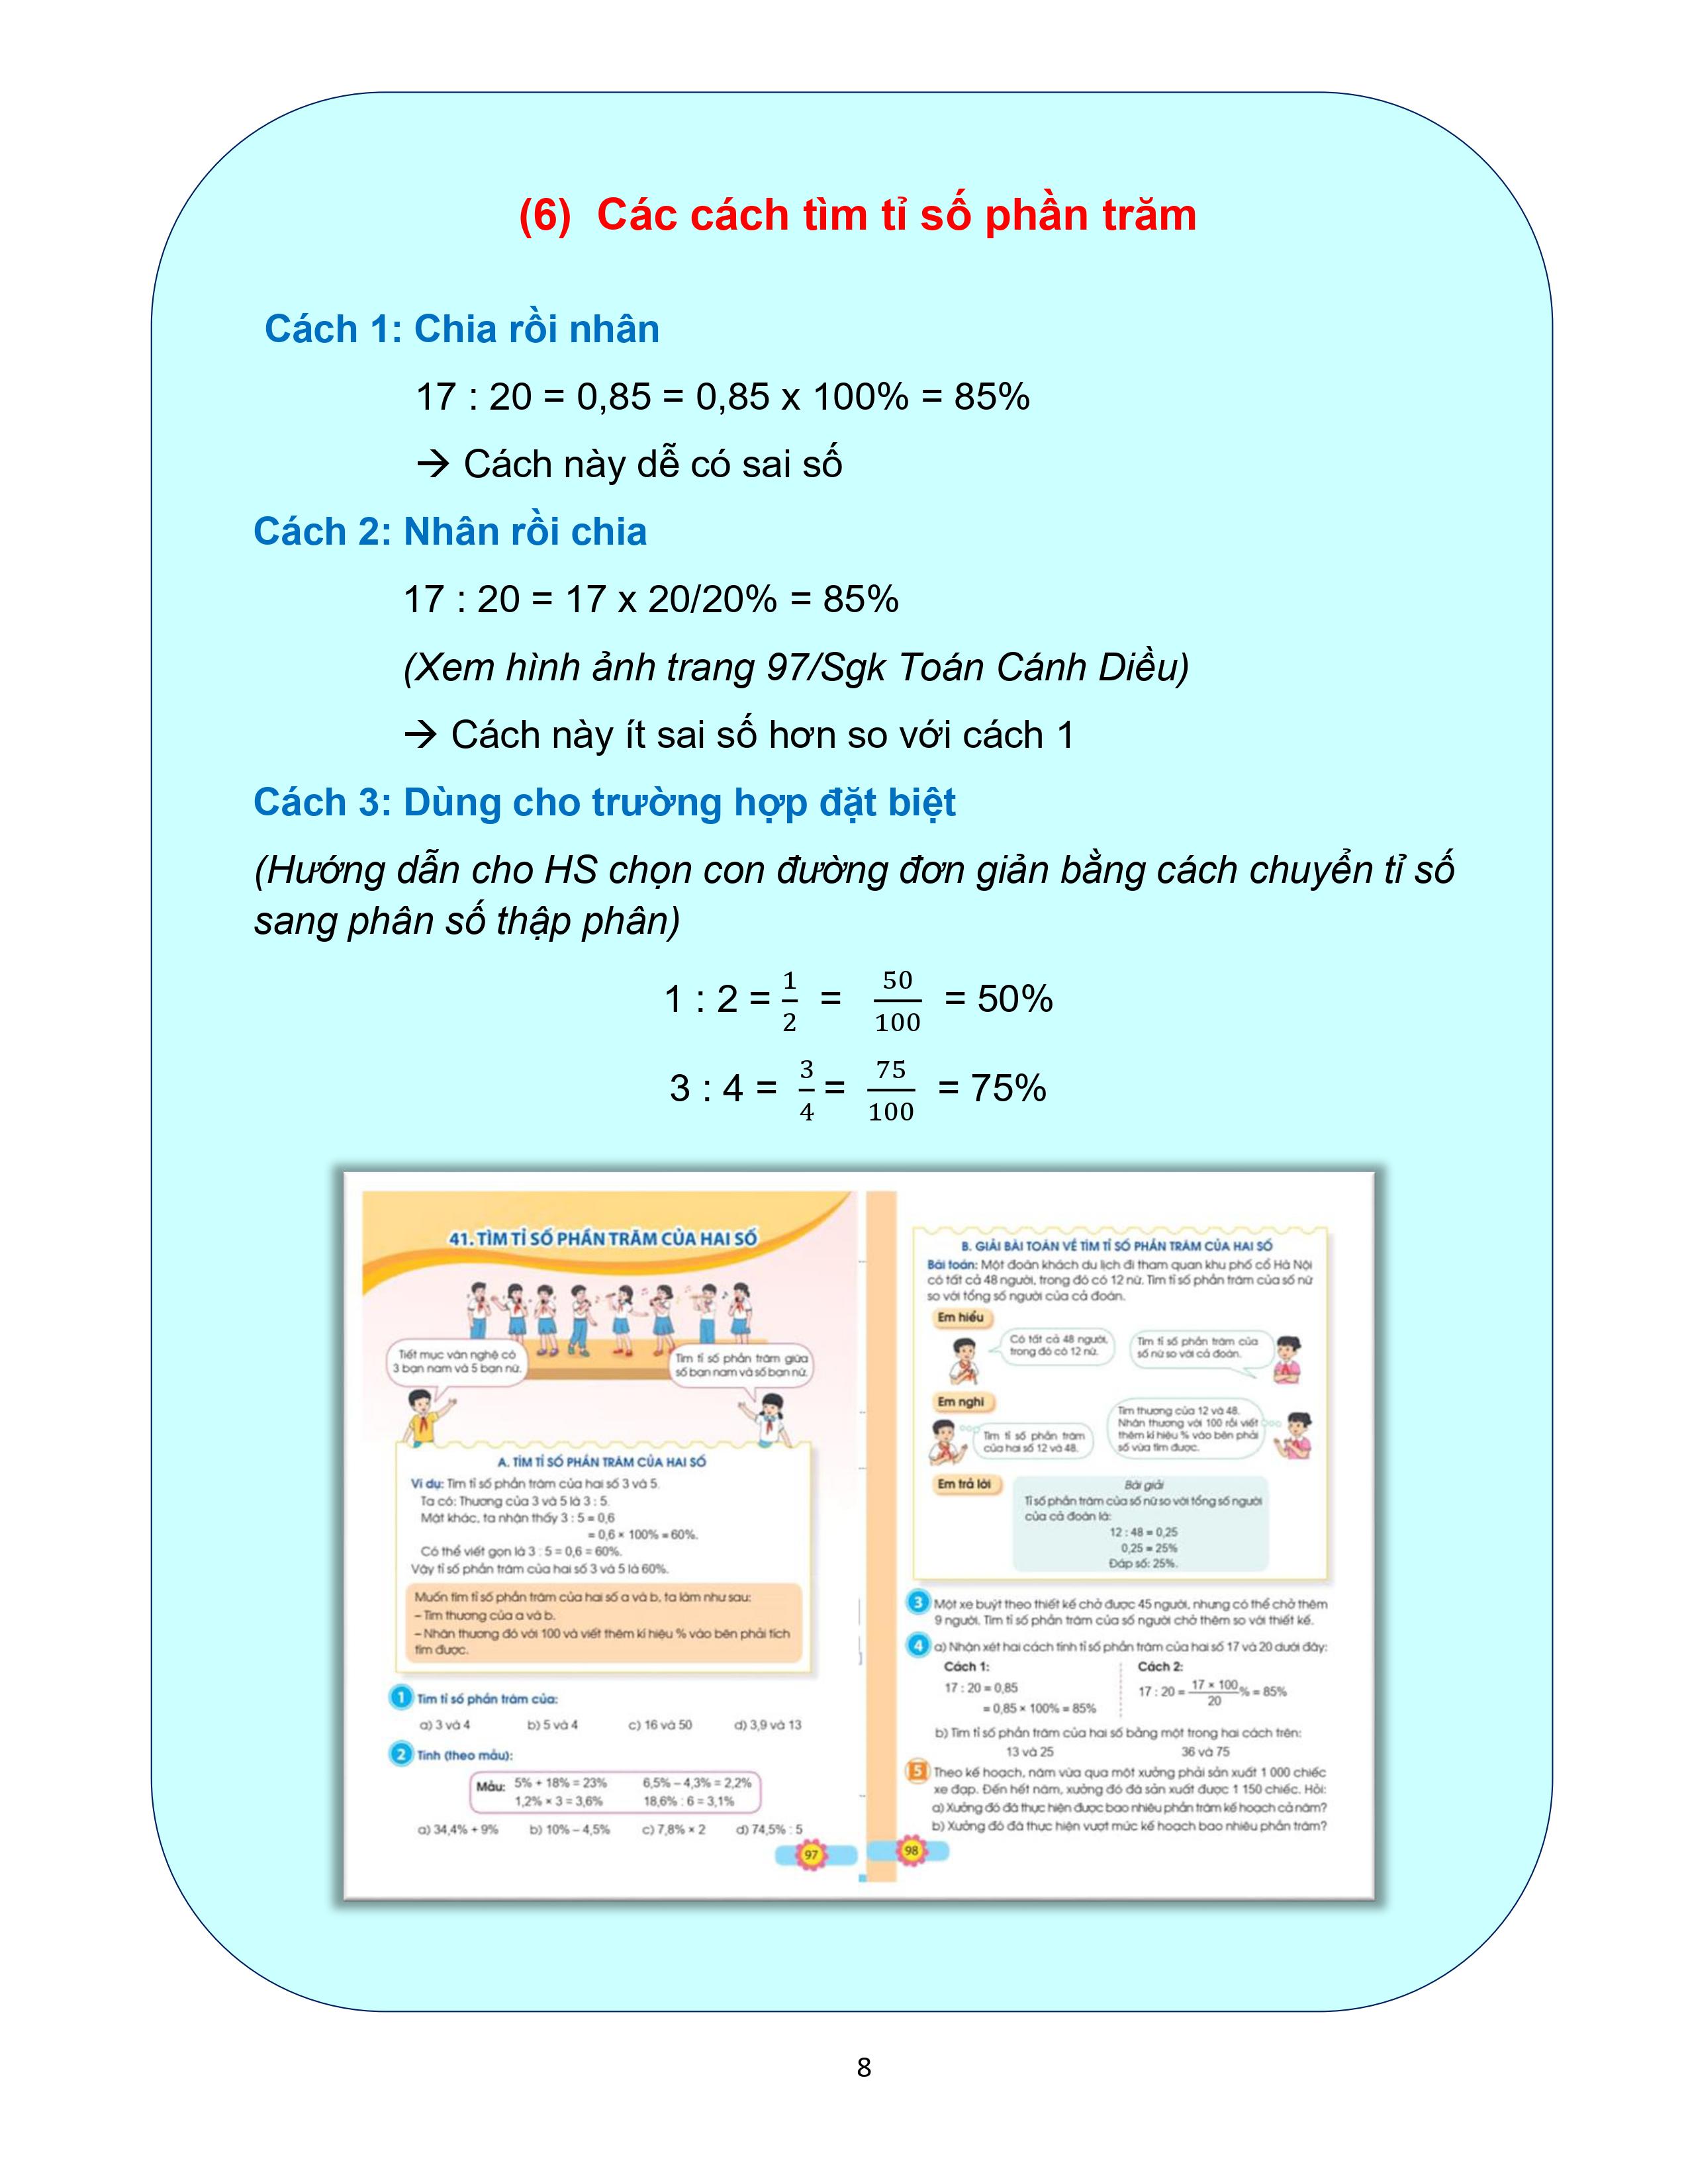 (6) Các cách tìm tỉ số phần trăm
Cách 1: Chia rồi nhân
17 : 20 = 0,85 = 0,85 x 100% = 85%
→ Cách này dễ có sai số
Cách 2: Nhân rồi chia
17 : 20 = 17 x 20/20% = 85%
(Xem hình ảnh trang 97/Sgk Toán Cánh Diều)
→ Cách này ít sai số hơn so với cách 1
Cách 3: Dùng cho trường hợp đặt biệt
(Hướng dẫn cho HS chọn con đường đơn giản bằng cách chuyển tỉ số
sang phân số thập phân)
1 : 2 = 1/2 = 50/100 = 50%
3 : 4 = 3/4 = 75/100 = 75%
41. TÌM TỈ SỐ PHẦN TRĂM CỦA HAI SỐ
Tiết mục văn nghệ có
3 bạn nam và 5 bạn nữ.
Tìm tỉ số phần trăm giữa
số bạn nam và số bạn nữ.
A. TÌM TỈ SỐ PHẦN TRĂM CỦA HAI SỐ
Ví dụ: Tìm tỉ số phần trăm của hai số 3 và 5.
Ta có: Thương của 3 và 5 là 3 : 5.
Mặt khác, ta nhận thấy 3 : 5 = 0,6
= 0,6 × 100% = 60%.
Có thể viết gọn là 3 : 5 = 0,6 = 60%.
Vậy tỉ số phần trăm của hai số 3 và 5 là 60%.
Muốn tìm tỉ số phần trăm của hai số a và b, ta làm như sau:
– Tìm thương của a và b.
– Nhân thương đó với 100 và viết thêm kí hiệu % vào bên phải tích
tìm được.
1 Tìm tỉ số phần trăm của:
a) 3 và 4 b) 5 và 4 c) 16 và 50 d) 3,9 và 13
2 Tính (theo mẫu):
Mẫu: 5% + 18% = 23% 6,5% – 4,3% = 2,2%
1,2% × 3 = 3,6% 18,6% : 6 = 3,1%
a) 34,4% + 9% b) 10% – 4,5% c) 7,8% × 2 d) 74,5% : 5
97
B. GIẢI BÀI TOÁN VỀ TÌM TỈ SỐ PHẦN TRĂM CỦA HAI SỐ
Bài toán: Một đoàn khách du lịch đi tham quan khu phố cổ Hà Nội
có tất cả 48 người, trong đó có 12 nữ. Tìm tỉ số phần trăm của số nữ
so với tổng số người của cả đoàn.
Em hiểu
Có tất cả 48 người,
trong đó có 12 nữ.
Tìm tỉ số phần trăm của
số nữ so với cả đoàn.
Em nghĩ
Tìm tỉ số phần trăm
của hai số 12 và 48.
Tìm thương của 12 và 48.
Nhân thương với 100 rồi viết
thêm kí hiệu % vào bên phải
số vừa tìm được.
Em trả lời
Bài giải
Tỉ số phần trăm của số nữ so với tổng số người
của cả đoàn là:
12 : 48 = 0,25
0,25 = 25%
Đáp số: 25%.
3 Một xe buýt theo thiết kế chở được 45 người, nhưng có thể chở thêm
9 người. Tìm tỉ số phần trăm của số người chở thêm so với thiết kế.
4 a) Nhận xét hai cách tính tỉ số phần trăm của hai số 17 và 20 dưới đây:
Cách 1:
17 : 20 = 0,85
= 0,85 × 100% = 85%
Cách 2:
17 : 20 = 17 × 100/20 % = 85%
b) Tìm tỉ số phần trăm của hai số bằng một trong hai cách trên:
13 và 25 36 và 75
5 Theo kế hoạch, năm vừa qua một xưởng phải sản xuất 1 000 chiếc
xe đạp. Đến hết năm, xưởng đó đã sản xuất được 1 150 chiếc. Hỏi:
a) Xưởng đó đã thực hiện được bao nhiêu phần trăm kế hoạch cả năm?
b) Xưởng đó đã thực hiện vượt mức kế hoạch bao nhiêu phần trăm?
98
8